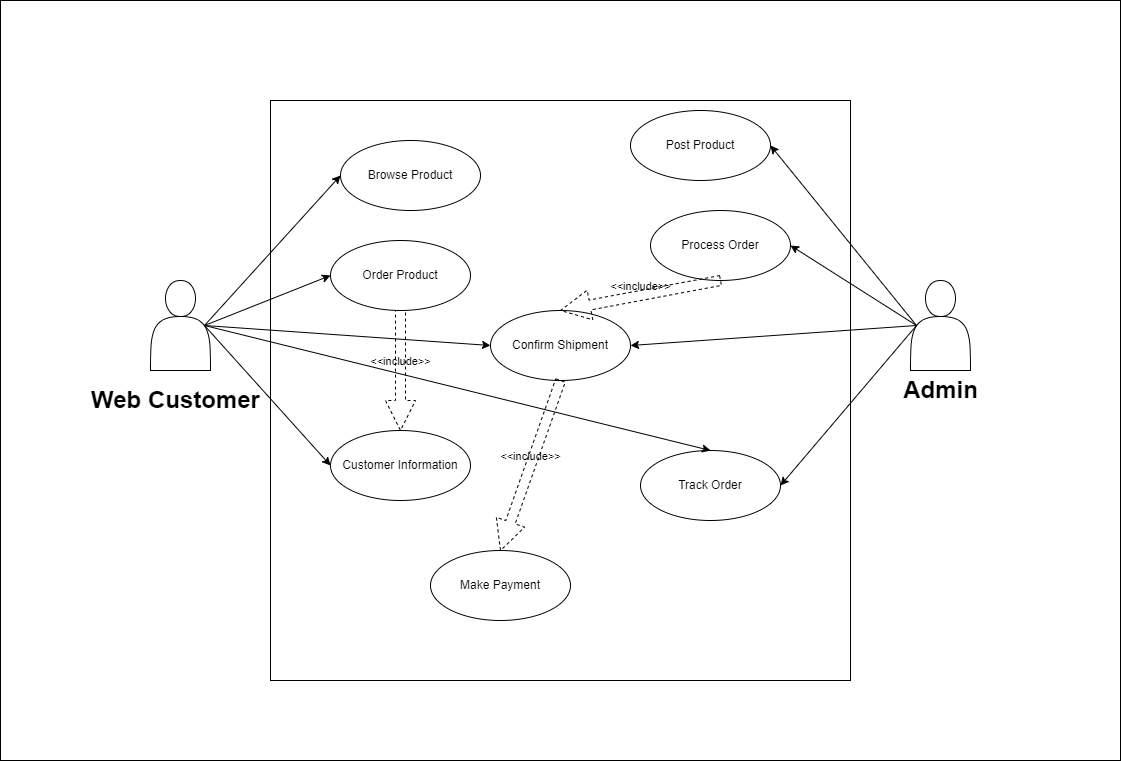 Post Product
Browse Product
Process Order
Order Product
<<include>>
Confirm Shipment
<<include>>
Web Customer
Admin
<<include>>
Customer Information
Track Order
Make Payment